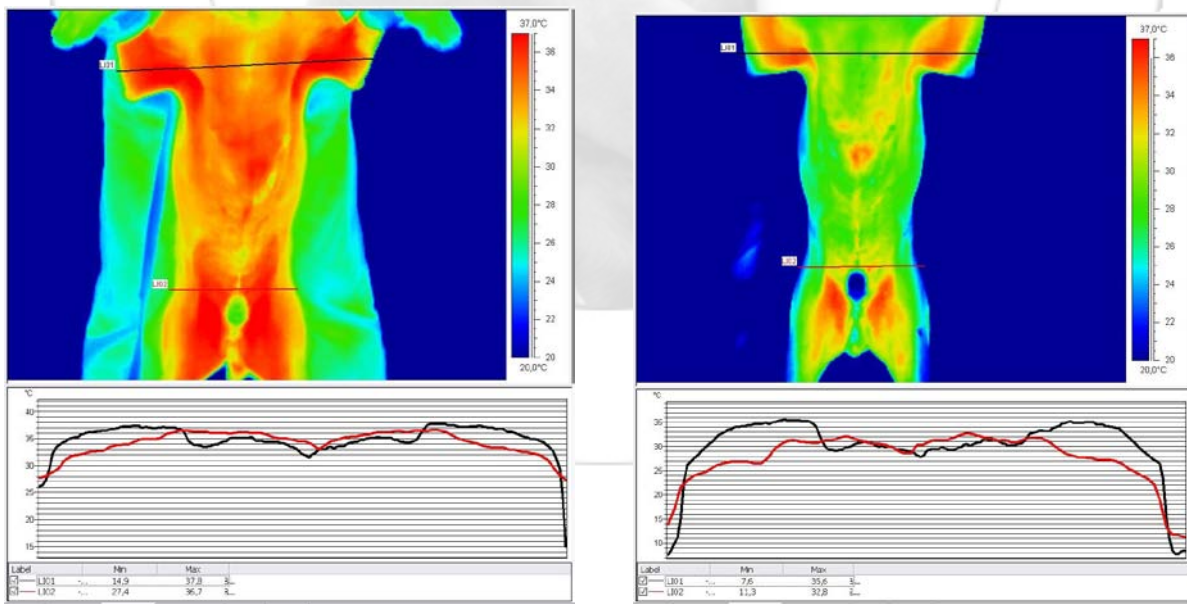 37,0°C
LI01
36
34
32
30
28
26
24
22
20
20,0°C
LI02
°C
40
35
30
25
20
15
Label Min Max
LI01 -... 14,9 37,8
LI02 -... 27,4 36,7
37,0°C
LI01
36
34
32
30
28
26
24
22
20
20,0°C
LI02
°C
35
30
25
20
15
10
Label Min Max
LI01 -... 7,6 35,6
LI02 -... 11,3 32,8